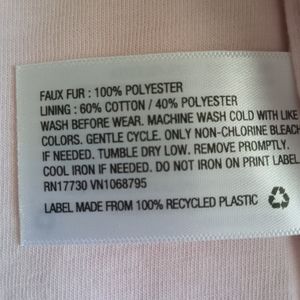 FAUX FUR : 100% POLYESTER
LINING : 60% COTTON / 40% POLYESTER
WASH BEFORE WEAR. MACHINE WASH COLD WITH LIKE
COLORS. GENTLE CYCLE. ONLY NON-CHLORINE BLEACH
IF NEEDED. TUMBLE DRY LOW. REMOVE PROMPTLY.
COOL IRON IF NEEDED. DO NOT IRON ON PRINT LABEL.
RN17730 VN1068795
LABEL MADE FROM 100% RECYCLED PLASTIC